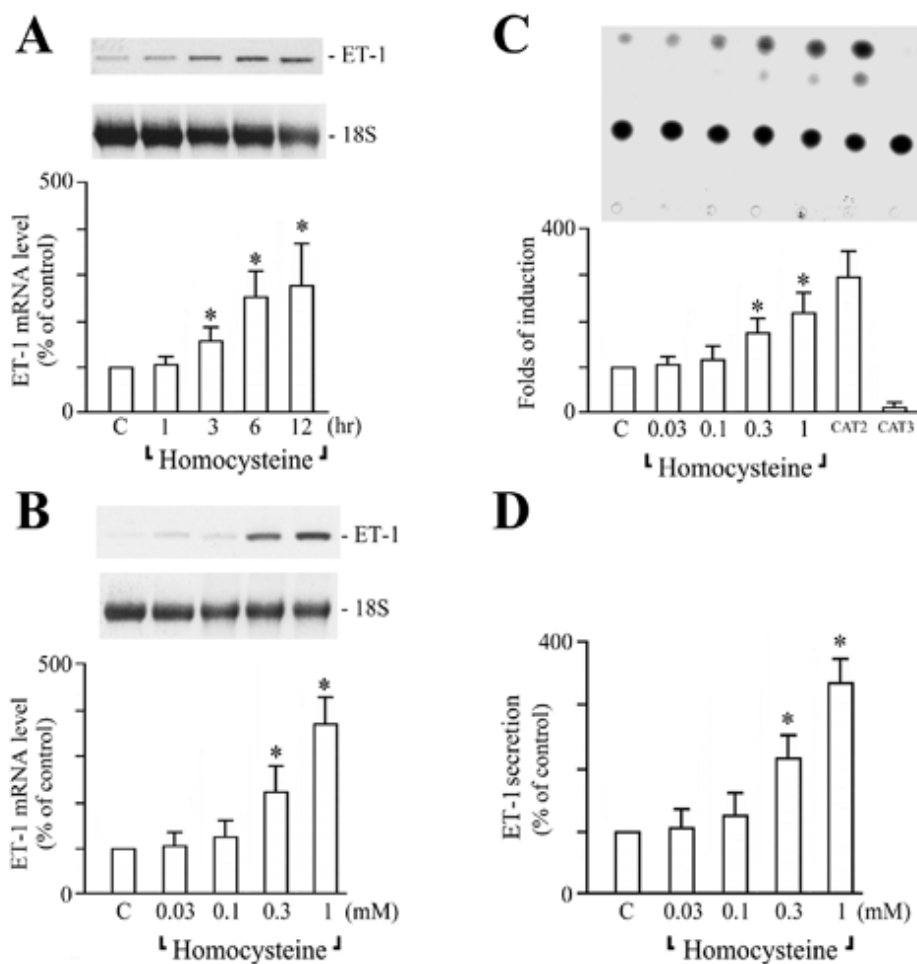 A
- ET-1
- 18S
500
0
ET-1 mRNA level
(% of control)
C 1 3 6 12 (hr)
Homocysteine
* * *
B
- ET-1
- 18S
500
0
ET-1 mRNA level
(% of control)
C 0.03 0.1 0.3 1 (mM)
Homocysteine
* *
C
400
0
Folds of induction
C 0.03 0.1 0.3 1 CAT2 CAT3
Homocysteine
* *
D
400
0
ET-1 secretion
(% of control)
C 0.03 0.1 0.3 1 (mM)
Homocysteine
* *